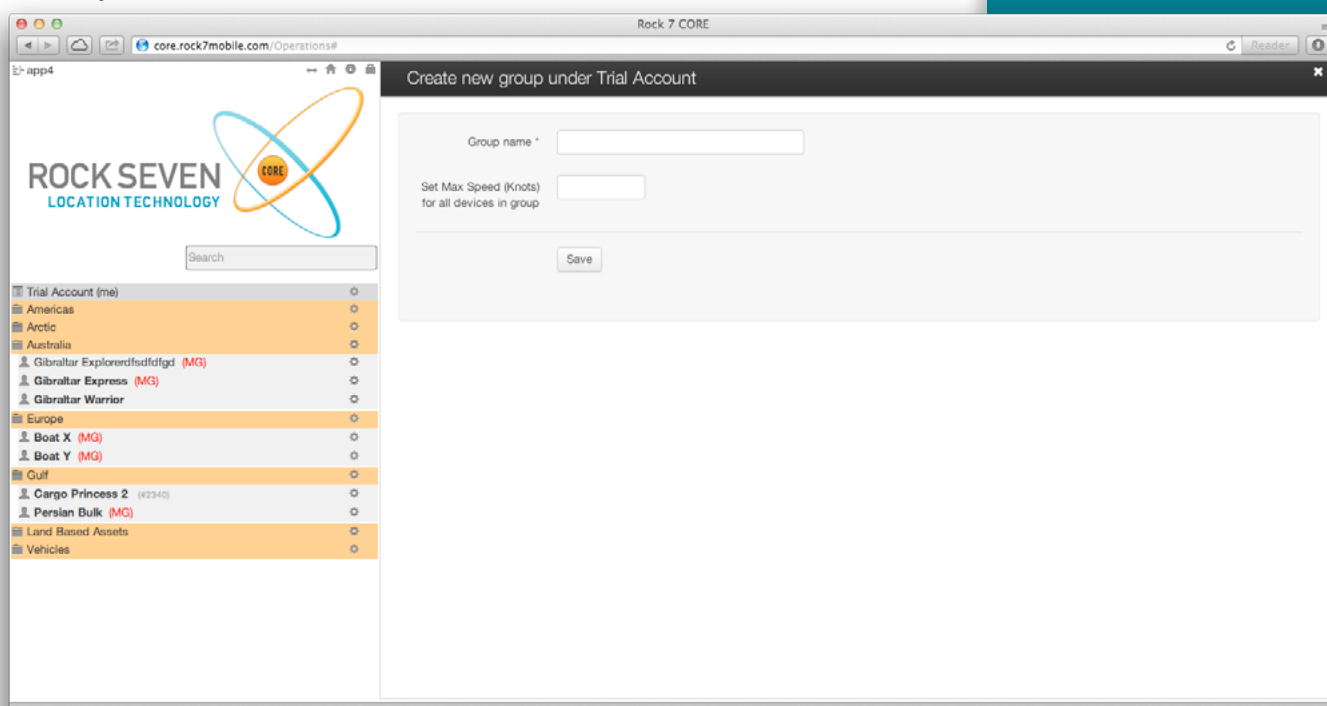 Rock 7 CORE
core.rock7mobile.com/Operations#
Reader
app4
Create new group under Trial Account
ROCK SEVEN
CORE
LOCATION TECHNOLOGY
Search
Group name *
Set Max Speed (Knots)
for all devices in group
Save
Trial Account (me)
Americas
Arctic
Australia
Gibraltar Explorerdfsdfdfgd (MG)
Gibraltar Express (MG)
Gibraltar Warrior
Europe
Boat X (MG)
Boat Y (MG)
Gulf
Cargo Princess 2 (#2340)
Persian Bulk (MG)
Land Based Assets
Vehicles